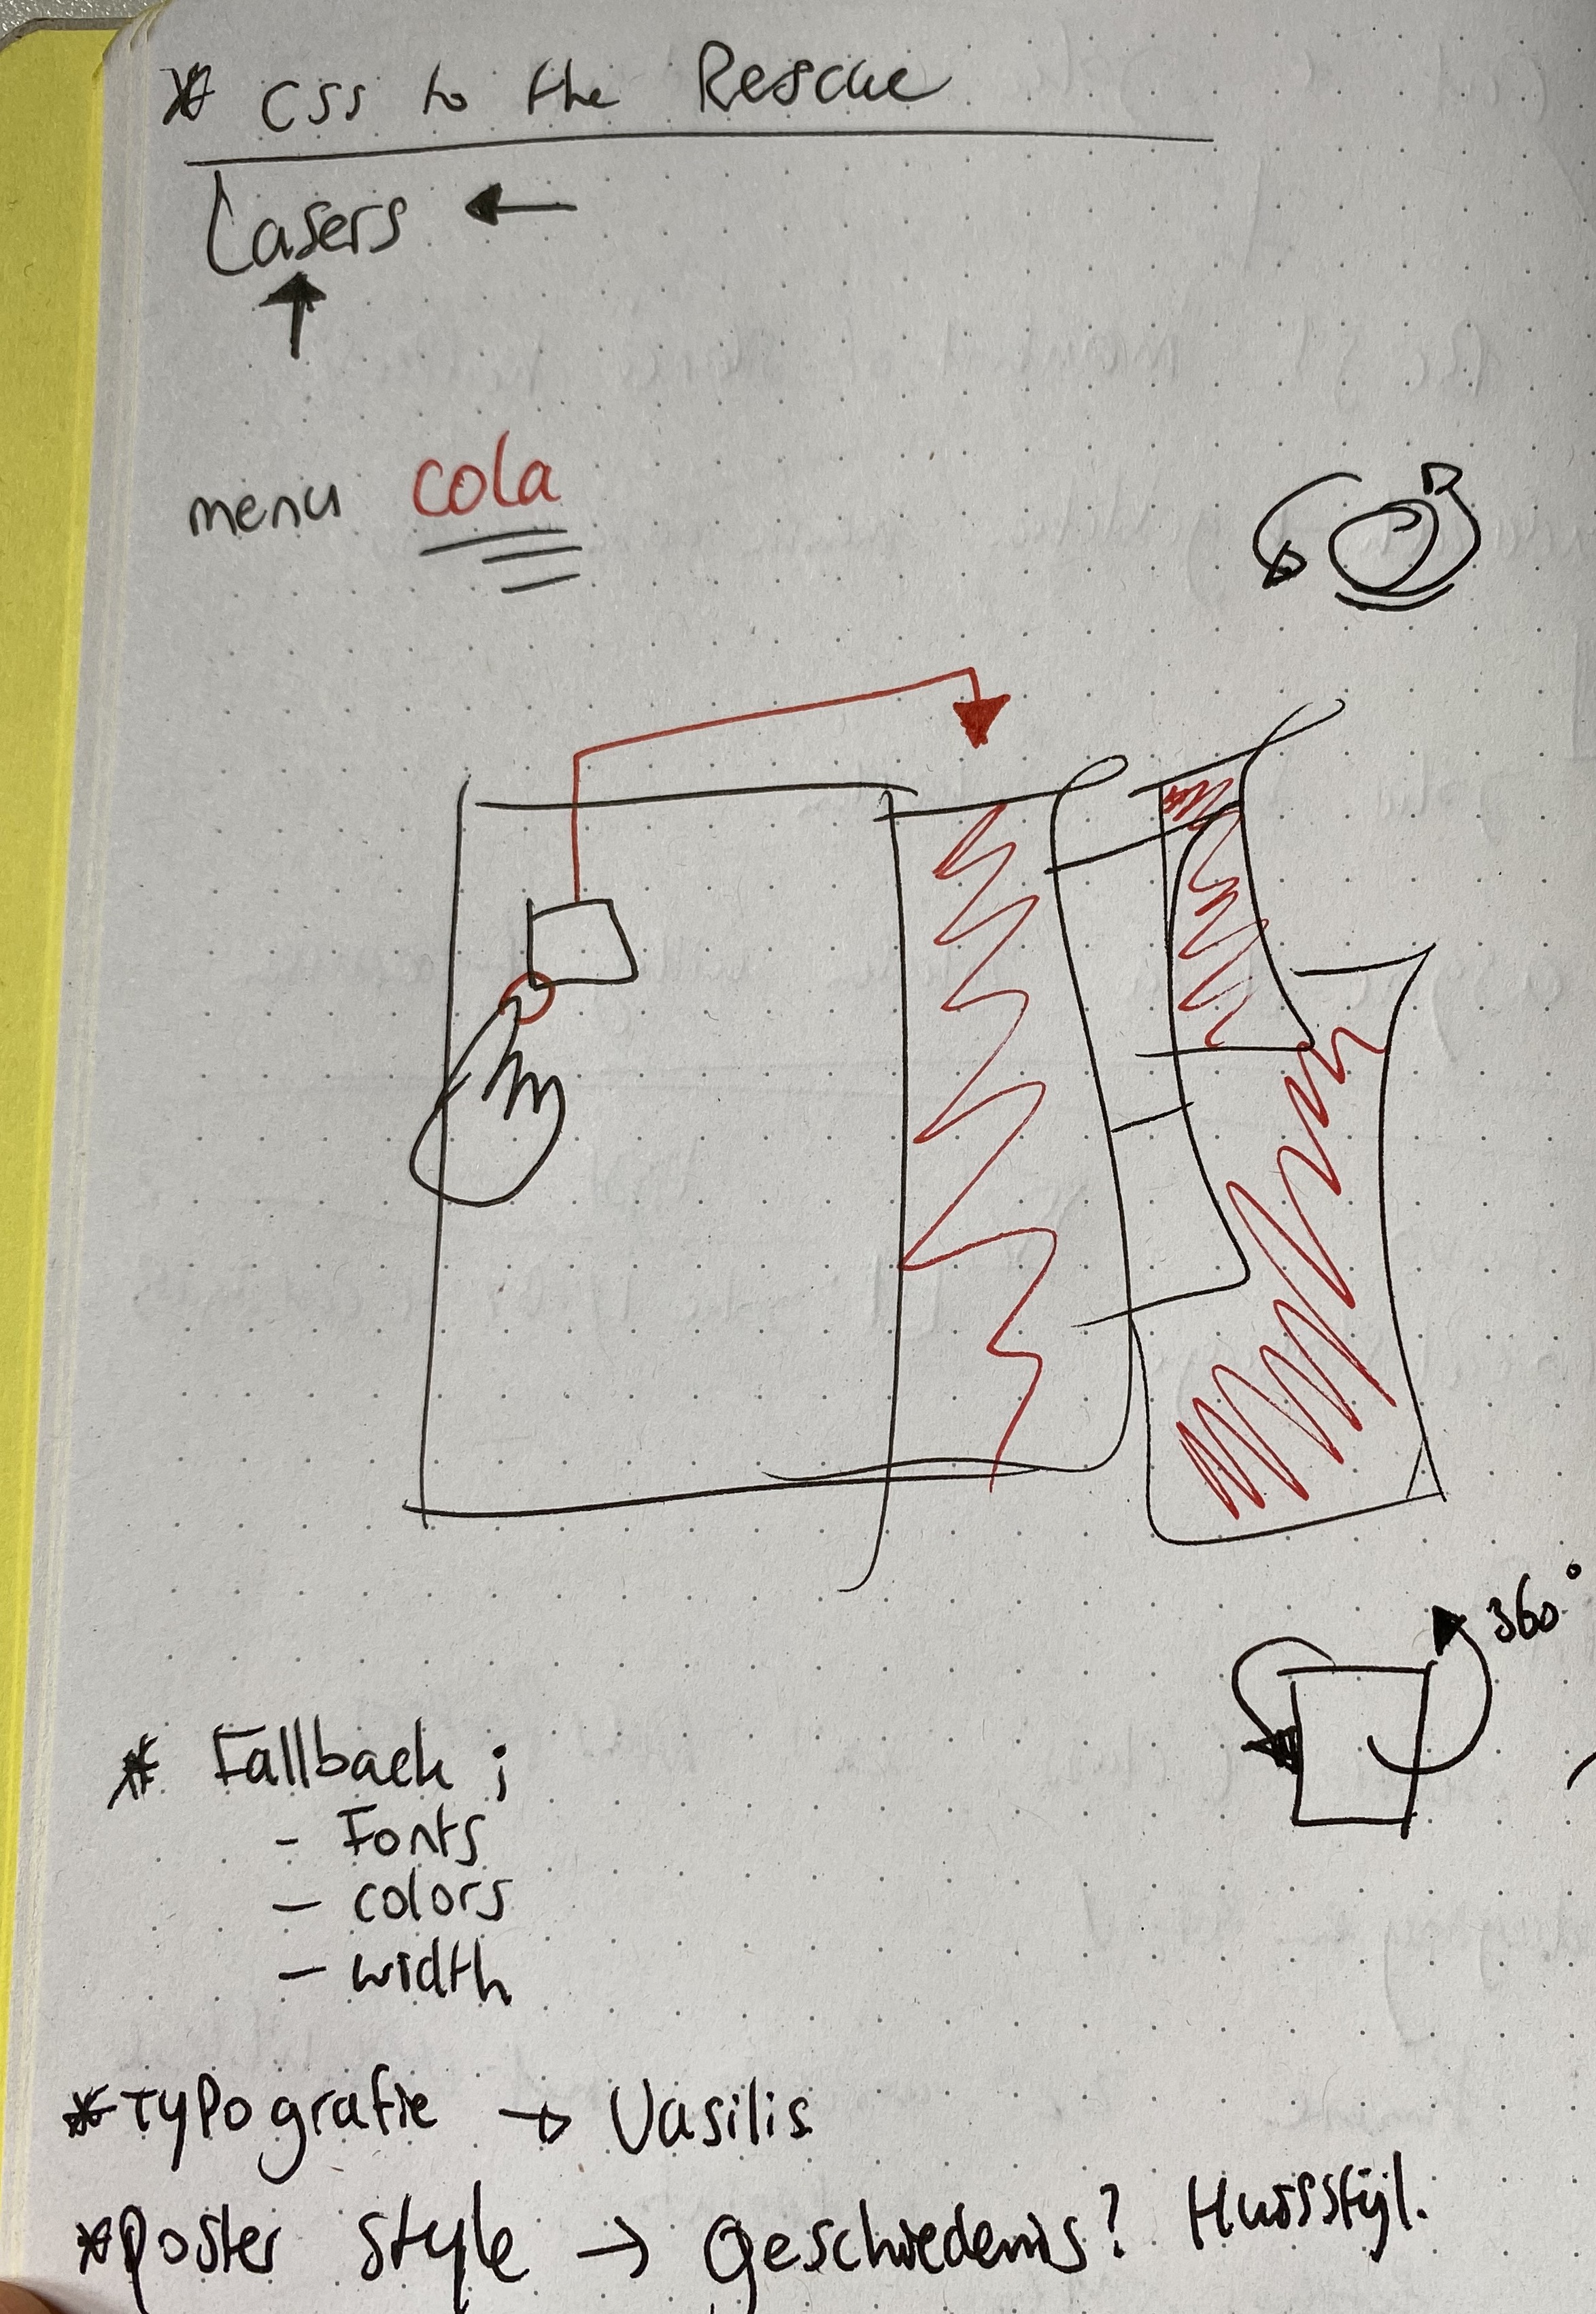 * CSS to the Rescue
Lasers ←
↑
menu cola
360°
* Fallback ;
- Fonts
- colors
- width
* Typografie → Vasilis
* Poster style → Geschiedenis? Huisstijl.